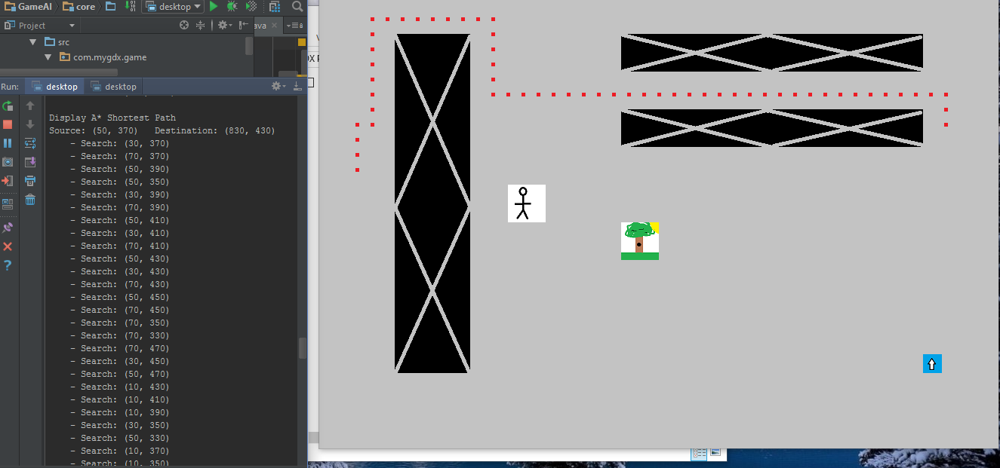 GameAI core desktop
Project ava
src
com.mygdx.game
Run: desktop desktop
Display A* Shortest Path
Source: (50, 370) Destination: (830, 430)
- Search: (30, 370)
- Search: (70, 370)
- Search: (50, 390)
- Search: (50, 350)
- Search: (30, 390)
- Search: (70, 390)
- Search: (50, 410)
- Search: (30, 410)
- Search: (70, 410)
- Search: (50, 430)
- Search: (30, 430)
- Search: (70, 430)
- Search: (50, 450)
- Search: (70, 450)
- Search: (70, 350)
- Search: (70, 330)
- Search: (70, 470)
- Search: (30, 450)
- Search: (50, 470)
- Search: (10, 430)
- Search: (10, 410)
- Search: (10, 390)
- Search: (30, 350)
- Search: (50, 330)
- Search: (10, 370)
- Search: (10, 350)